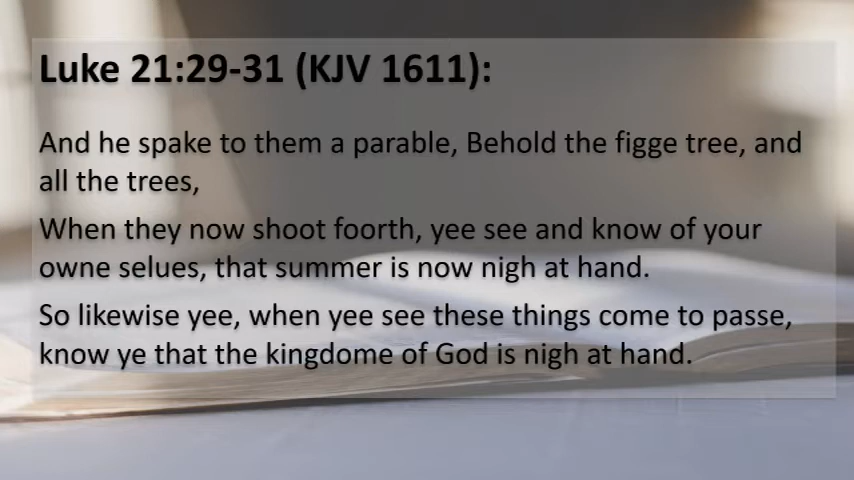 Luke 21:29-31 (KJV 1611):
And he spake to them a parable, Behold the figge tree, and
all the trees,
When they now shoot foorth, yee see and know of your
owne selues, that summer is now nigh at hand.
So likewise yee, when yee see these things come to passe,
know ye that the kingdome of God is nigh at hand.